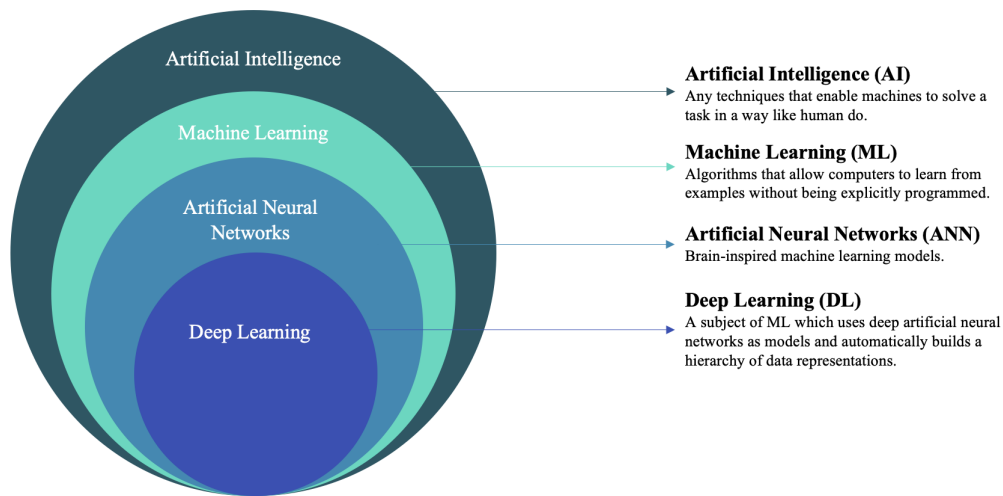 Artificial Intelligence
Machine Learning
Artificial Neural
Networks
Deep Learning
Artificial Intelligence (AI)
Any techniques that enable machines to solve a
task in a way like human do.
Machine Learning (ML)
Algorithms that allow computers to learn from
examples without being explicitly programmed.
Artificial Neural Networks (ANN)
Brain-inspired machine learning models.
Deep Learning (DL)
A subject of ML which uses deep artificial neural
networks as models and automatically builds a
hierarchy of data representations.